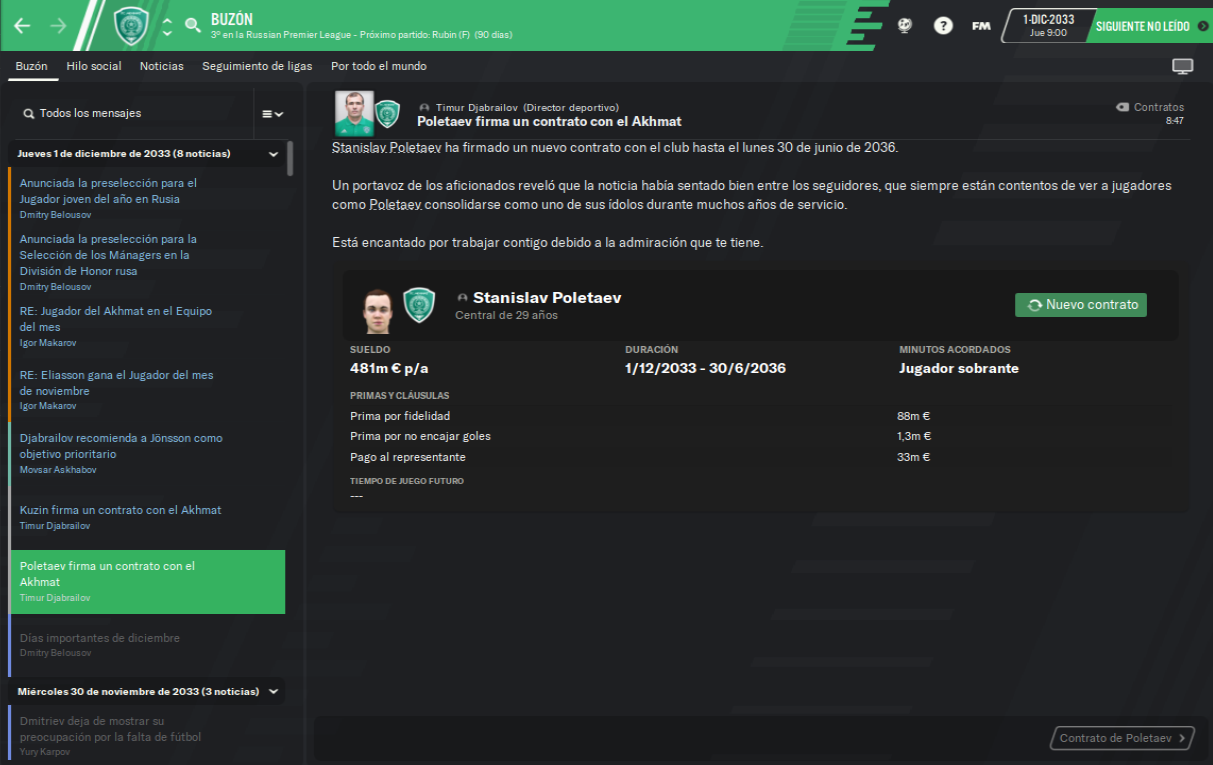 BUZÓN
3º en la Russian Premier League - Próximo partido: Rubin (F) (90 días)
?
FM
1-DIC-2033
Jue 9:00
SIGUIENTE NO LEÍDO
Buzón
Hilo social
Noticias
Seguimiento de ligas
Por todo el mundo
Todos los mensajes
Jueves 1 de diciembre de 2033 (8 noticias)
Anunciada la preselección para el
Jugador joven del año en Rusia
Dmitry Belousov
Anunciada la preselección para la
Selección de los Mánagers en la
División de Honor rusa
Dmitry Belousov
RE: Jugador del Akhmat en el Equipo
del mes
Igor Makarov
RE: Eliasson gana el Jugador del mes
de noviembre
Igor Makarov
Djabrailov recomienda a Jönsson como
objetivo prioritario
Movsar Askhabov
Kuzin firma un contrato con el Akhmat
Timur Djabrailov
Poletaev firma un contrato con el
Akhmat
Timur Djabrailov
Días importantes de diciembre
Dmitry Belousov
Miércoles 30 de noviembre de 2033 (3 noticias)
Dmitriev deja de mostrar su
preocupación por la falta de fútbol
Yury Karpov
Timur Djabrailov (Director deportivo)
Poletaev firma un contrato con el Akhmat
Contratos
8:47
Stanislav Poletaev ha firmado un nuevo contrato con el club hasta el lunes 30 de junio de 2036.
Un portavoz de los aficionados reveló que la noticia había sentado bien entre los seguidores, que siempre están contentos de ver a jugadores
como Poletaev consolidarse como uno de sus ídolos durante muchos años de servicio.
Está encantado por trabajar contigo debido a la admiración que te tiene.
Stanislav Poletaev
Central de 29 años
Nuevo contrato
SUELDO
DURACIÓN
MINUTOS ACORDADOS
481m € p/a
1/12/2033 - 30/6/2036
Jugador sobrante
PRIMAS Y CLÁUSULAS
Prima por fidelidad
88m €
Prima por no encajar goles
1,3m €
Pago al representante
33m €
TIEMPO DE JUEGO FUTURO
---
Contrato de Poletaev